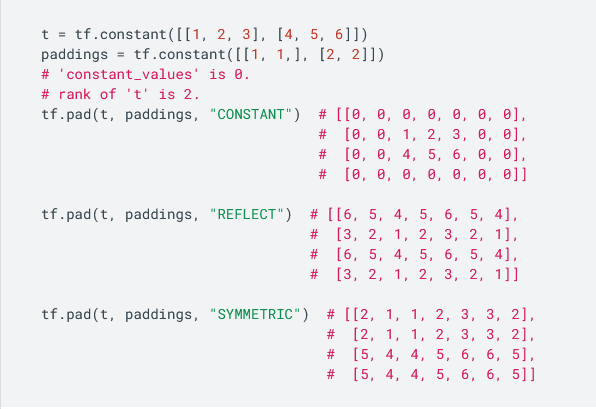 t = tf.constant([[1, 2, 3], [4, 5, 6]])
paddings = tf.constant([[1, 1,], [2, 2]])
# 'constant_values' is 0.
# rank of 't' is 2.
tf.pad(t, paddings, "CONSTANT")  # [[0, 0, 0, 0, 0, 0, 0],
                                 #  [0, 0, 1, 2, 3, 0, 0],
                                 #  [0, 0, 4, 5, 6, 0, 0],
                                 #  [0, 0, 0, 0, 0, 0, 0]]
tf.pad(t, paddings, "REFLECT")  # [[6, 5, 4, 5, 6, 5, 4],
                                #  [3, 2, 1, 2, 3, 2, 1],
                                #  [6, 5, 4, 5, 6, 5, 4],
                                #  [3, 2, 1, 2, 3, 2, 1]]
tf.pad(t, paddings, "SYMMETRIC")  # [[2, 1, 1, 2, 3, 3, 2],
                                  #  [2, 1, 1, 2, 3, 3, 2],
                                  #  [5, 4, 4, 5, 6, 6, 5],
                                  #  [5, 4, 4, 5, 6, 6, 5]]